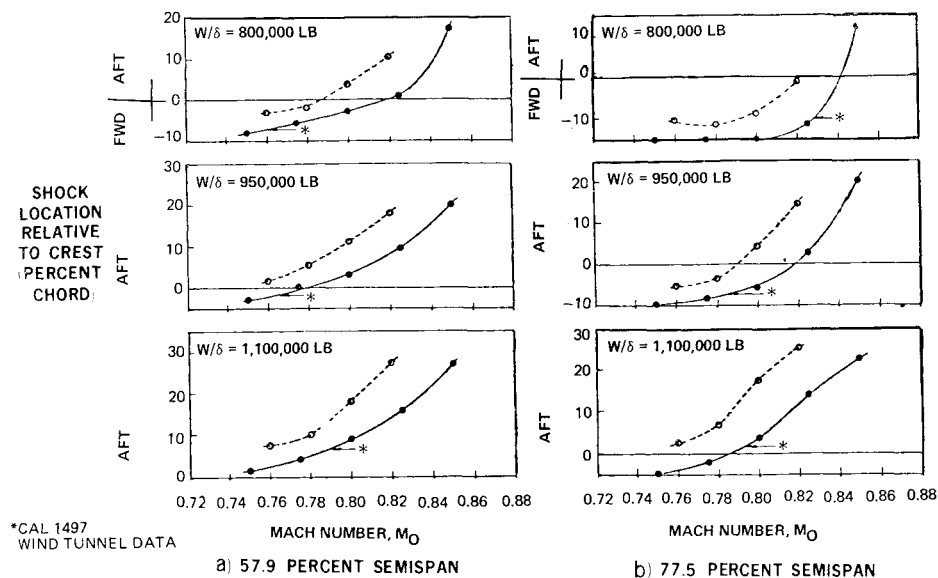 W/δ = 800,000 LB
20
10
0
-10
AFT
FWD
*
W/δ = 950,000 LB
30
20
10
0
AFT
*
W/δ = 1,100,000 LB
30
20
10
0
AFT
*
0.72 0.74 0.76 0.78 0.80 0.82 0.84 0.86 0.88
MACH NUMBER, MO
a) 57.9 PERCENT SEMISPAN
SHOCK
LOCATION
RELATIVE
TO CREST
(PERCENT
CHORD)
W/δ = 800,000 LB
10
0
-10
AFT
FWD
*
W/δ = 950,000 LB
20
10
0
-10
AFT
*
W/δ = 1,100,000 LB
30
20
10
0
AFT
*
0.72 0.74 0.76 0.78 0.80 0.82 0.84 0.86 0.88
MACH NUMBER, MO
b) 77.5 PERCENT SEMISPAN
*CAL 1497
WIND TUNNEL DATA